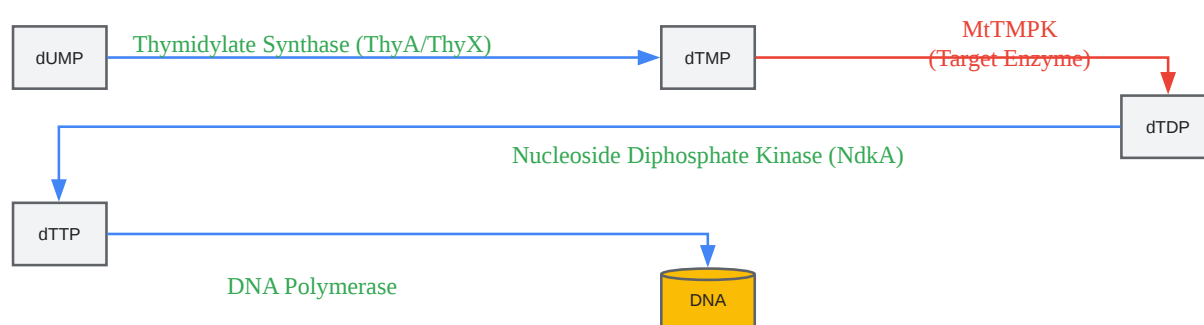 dUMP
Thymidylate Synthase (ThyA/ThyX)
dTMP
MtTMPK
(Target Enzyme)
dTDP
Nucleoside Diphosphate Kinase (NdkA)
dTTP
DNA Polymerase
DNA